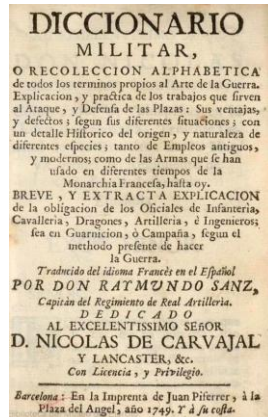 DICCIONARIO
MILITAR,
O RECOLECCION ALPHABETICA
de todos los terminos propios al Arte de la Guerra.
Explicacion, y practica de los trabajos que sirven
al Ataque, y Defensa de las Plazas: Sus ventajas,
y defectos; segun sus diferentes situaciones; con
un detalle Historico del origen, y naturaleza de
diferentes especies; tanto de Empleos antiguos,
y modernos; como de las Armas que se han
usado en diferentes tiempos de la
Monarchia Francesa, hasta oy.
BREVE, Y EXTRACTA EXPLICACION
de la obligacion de los Oficiales de Infanteria,
Cavalleria, Dragones, Artilleria, è Ingenieros;
sea en Guarnicion, ò Campaña, segun el
methodo presente de hacer
la Guerra.
Traducido del idioma Francès en el Español
POR DON RAYMVNDO SANZ,
Capitàn del Regimiento de Real Artilleria.
DEDICADO
AL EXCELENTISSIMO SEñOR
D. NICOLAS DE CARVAJAL
Y LANCASTER, &c.
Con Licencia, y Privilegio.
Barcelona: En la Imprenta de Juan Piferrer, à la
Plaza del Angel, año 1749. Y à su costa.